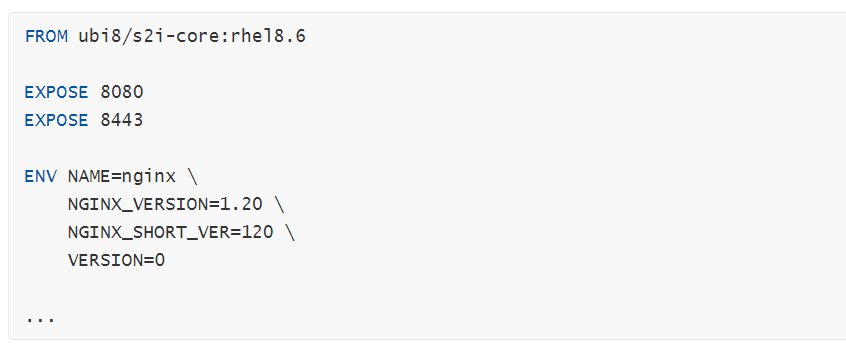 FROM ubi8/s2i-core:rhel8.6
EXPOSE 8080
EXPOSE 8443
ENV NAME=nginx \
NGINX_VERSION=1.20 \
NGINX_SHORT_VER=120 \
VERSION=0
...